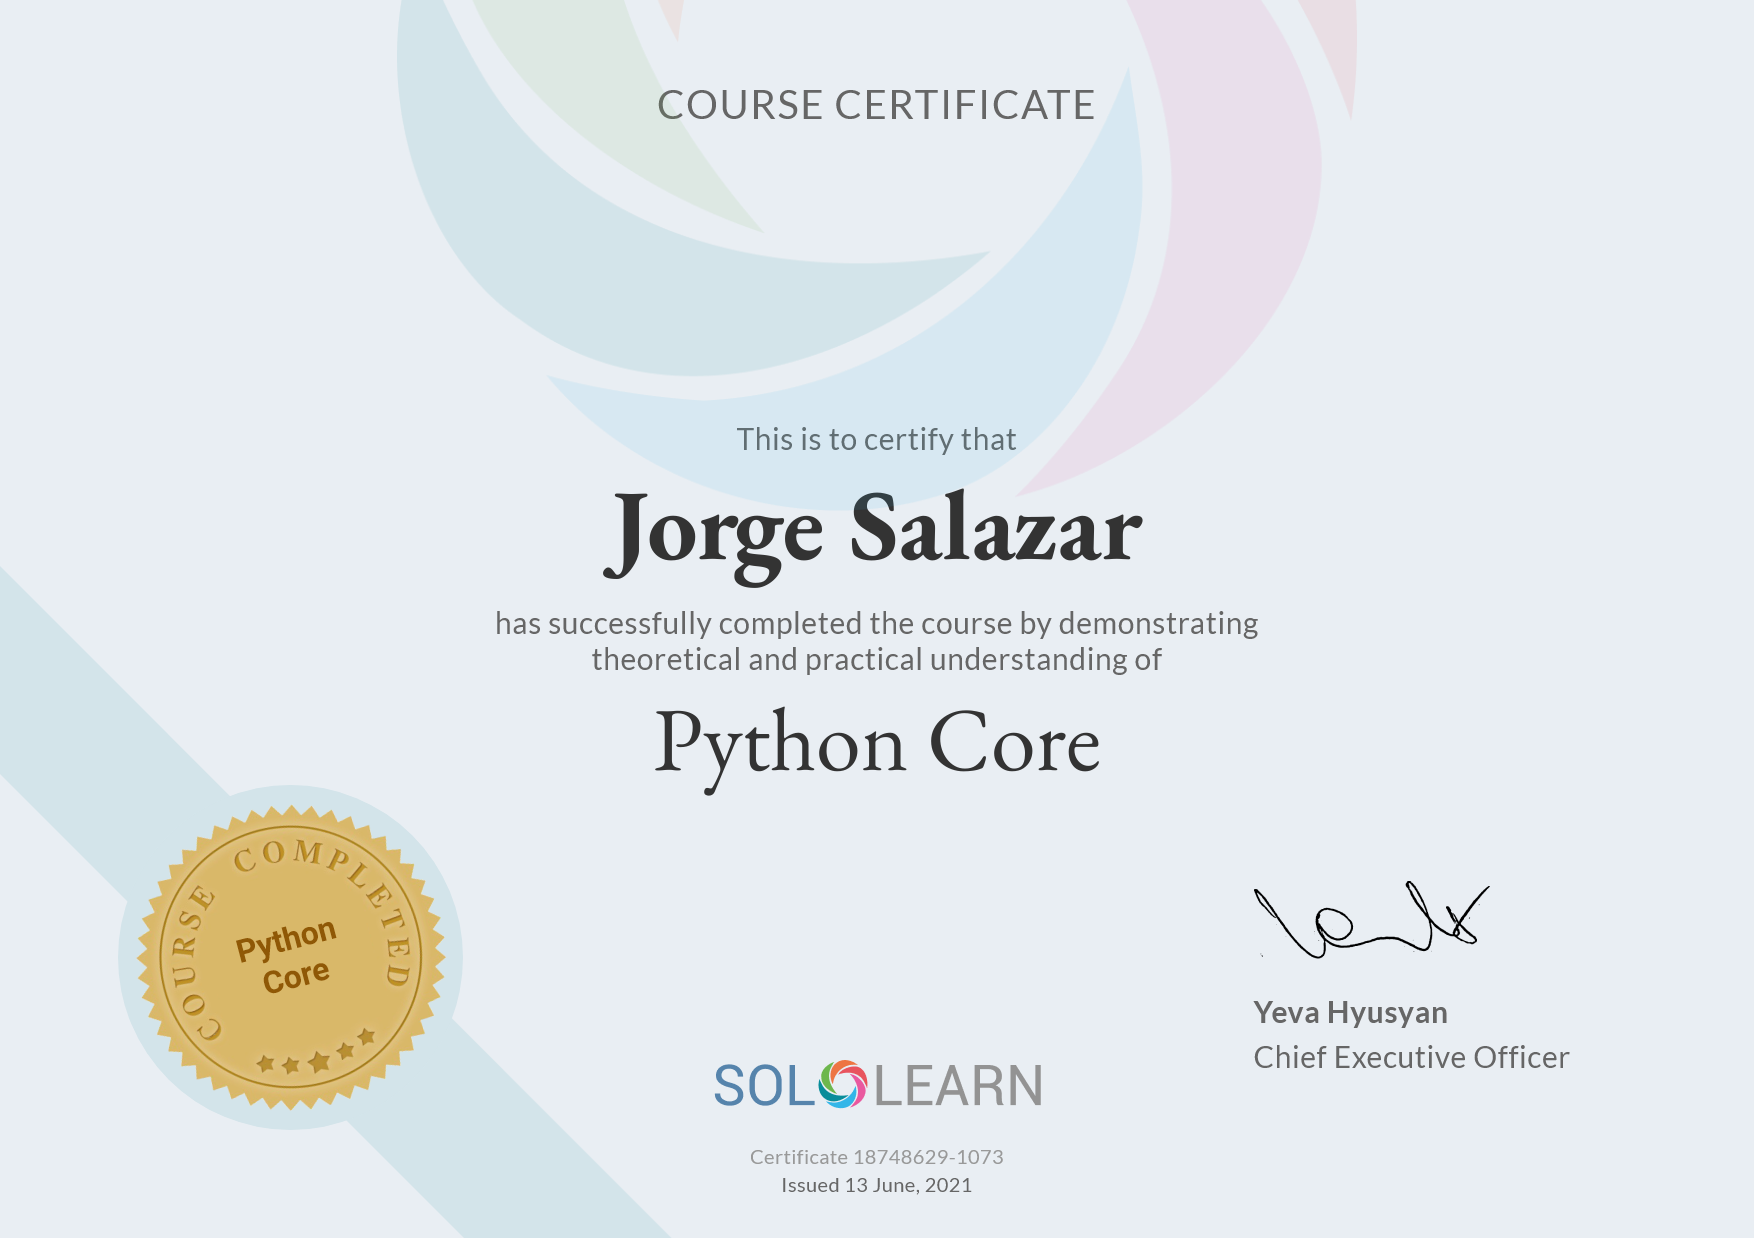 COURSE CERTIFICATE
This is to certify that
Jorge Salazar
has successfully completed the course by demonstrating
theoretical and practical understanding of
Python Core
COURSE COMPLETED
Python
Core
Yeva Hyusyan
Chief Executive Officer
SOLOLEARN
Certificate 18748629-1073
Issued 13 June, 2021